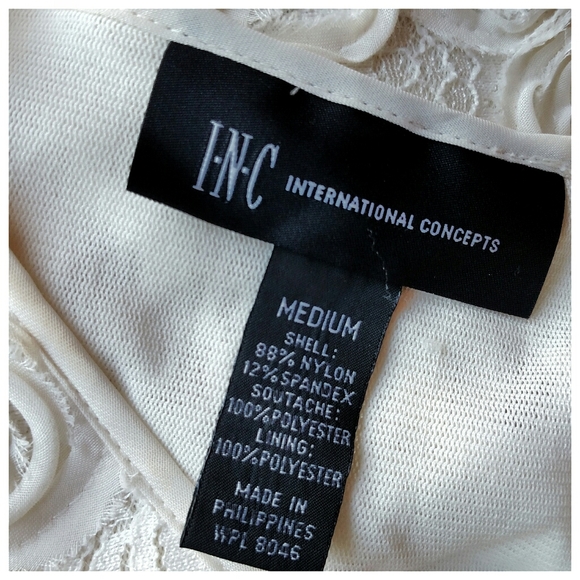 I·N·C INTERNATIONAL CONCEPTS
MEDIUM
SHELL:
88% NYLON
12% SPANDEX
SOUTACHE:
100% POLYESTER
LINING:
100% POLYESTER
MADE IN
PHILIPPINES
WPL 8046